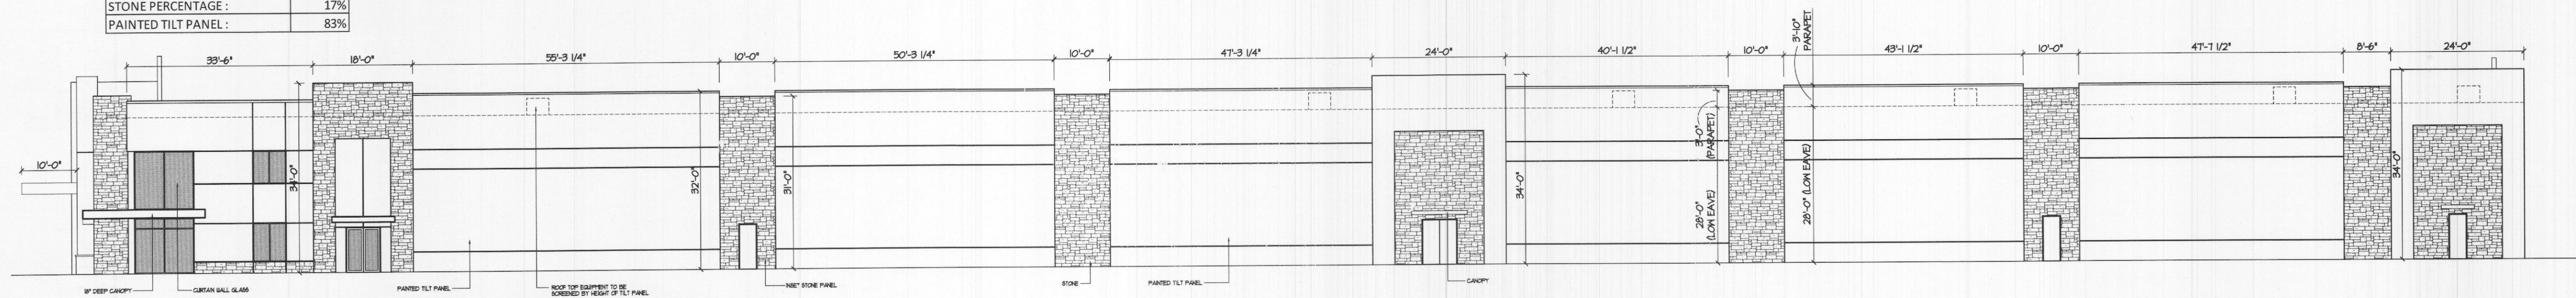 STONE PERCENTAGE : 17%
PAINTED TILT PANEL : 83%
33'-6" 18'-0" 55'-3 1/4" 10'-0" 50'-3 1/4" 10'-0" 47'-3 1/4" 24'-0" 40'-1 1/2" 10'-0" 43'-1 1/2" 10'-0" 47'-7 1/2" 8'-6" 24'-0"
3'-10"
PARAPET
10'-0"
34'-0"
32'-0"
31'-0"
34'-0"
3'-0"
(PARAPET)
28'-0"
(LOW EAVE)
28'-0" (LOW EAVE)
34'-0"
18" DEEP CANOPY
CURTAIN WALL GLASS
PAINTED TILT PANEL
ROOF TOP EQUIPMENT TO BE
SCREENED BY HEIGHT OF TILT PANEL
INSET STONE PANEL
STONE
PAINTED TILT PANEL
CANOPY